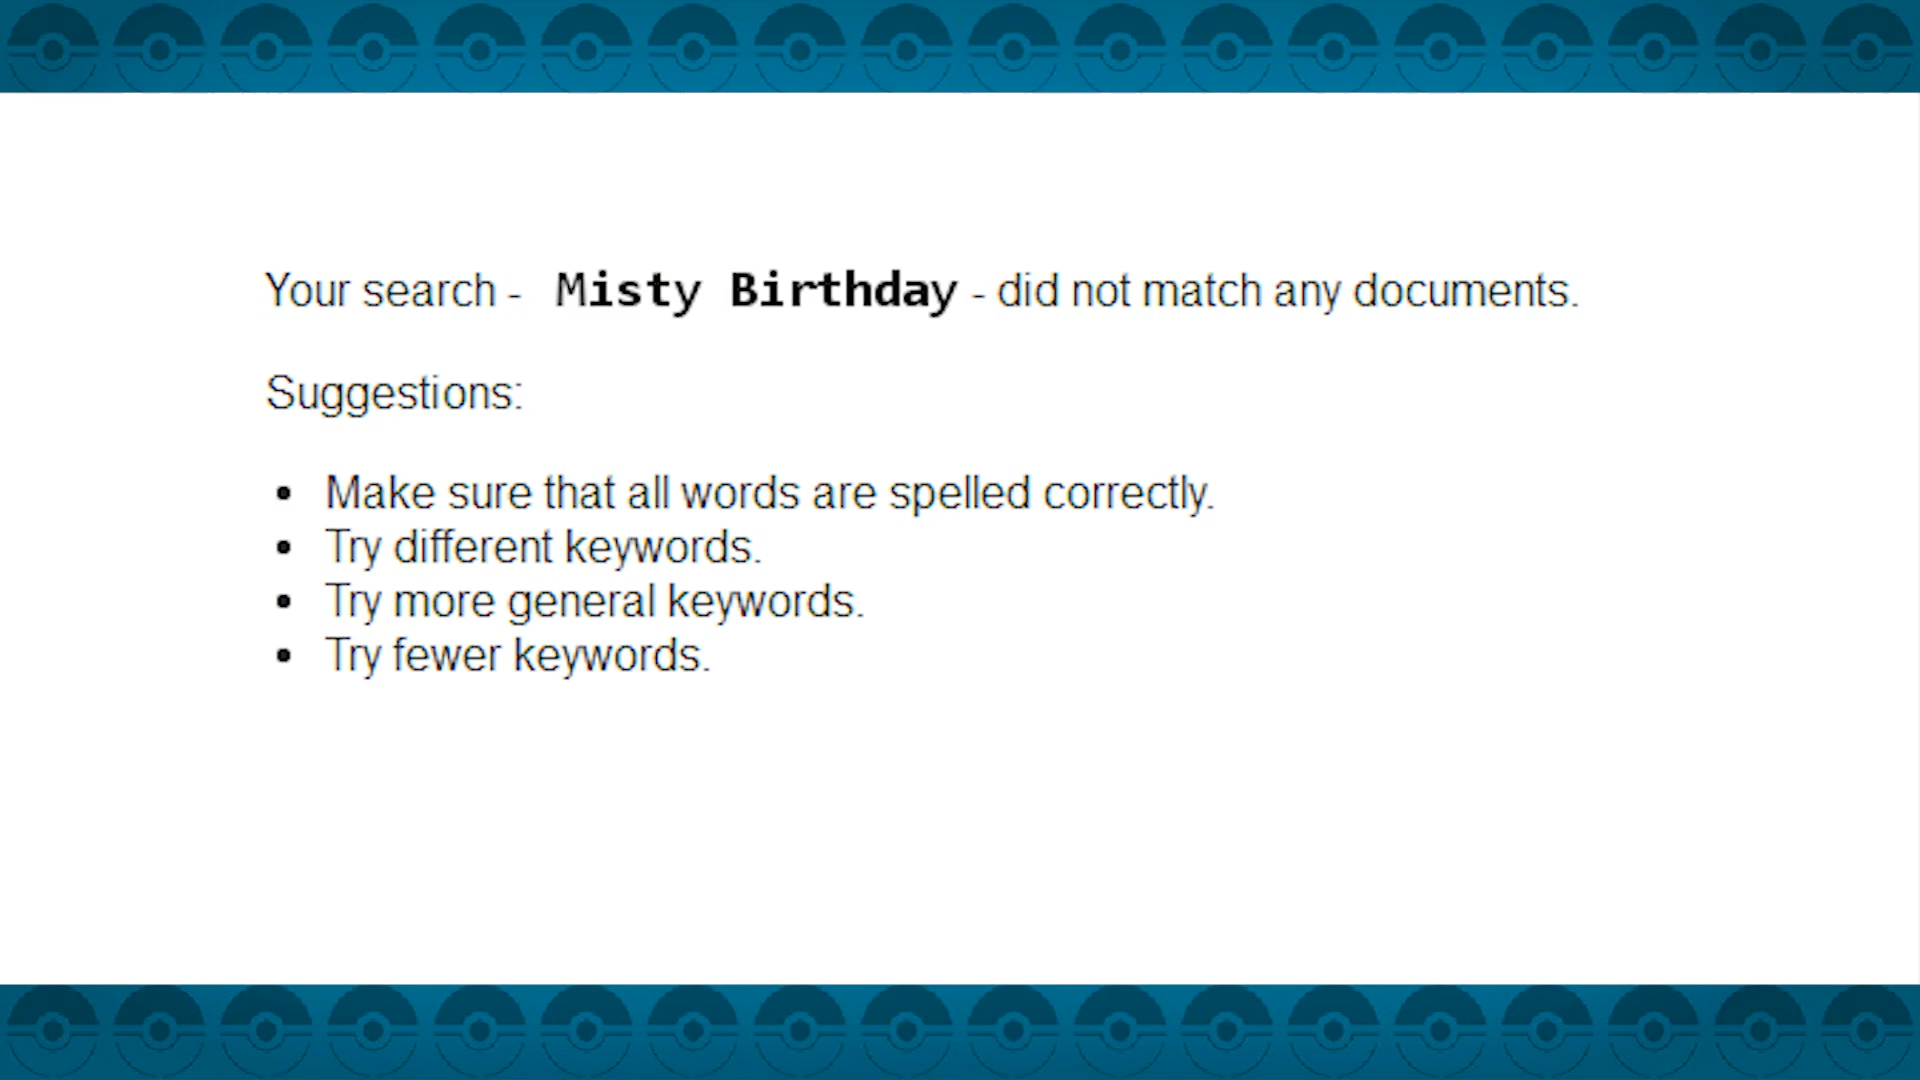 Your search - Misty Birthday - did not match any documents.
Suggestions:
• Make sure that all words are spelled correctly.
• Try different keywords.
• Try more general keywords.
• Try fewer keywords.